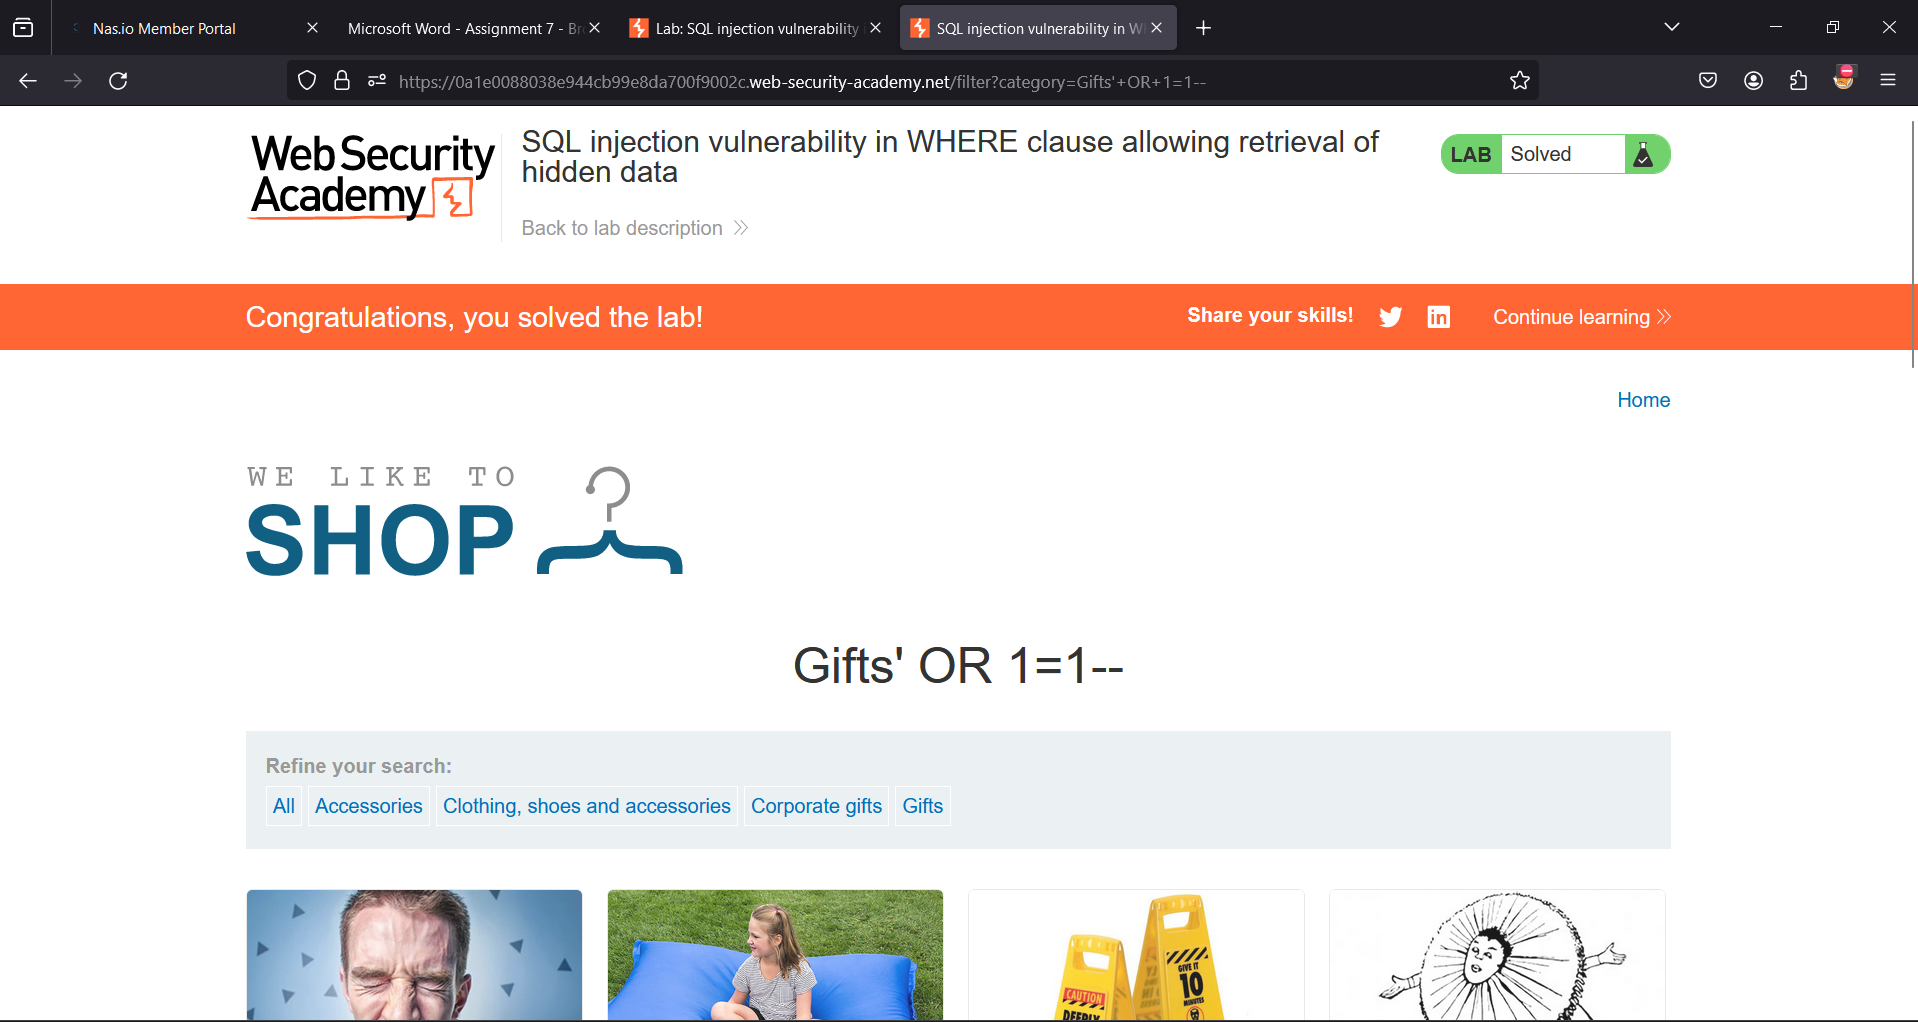 Nas.io Member Portal
Microsoft Word - Assignment 7 - Br
Lab: SQL injection vulnerability
SQL injection vulnerability in W
https://0a1e0088038e944cb99e8da700f9002c.web-security-academy.net/filter?category=Gifts'+OR+1=1--
Web Security
Academy
SQL injection vulnerability in WHERE clause allowing retrieval of
hidden data
LAB Solved
Back to lab description
Congratulations, you solved the lab!
Share your skills!
in
Continue learning
Home
WE LIKE TO
SHOP
Gifts' OR 1=1--
Refine your search:
All
Accessories
Clothing, shoes and accessories
Corporate gifts
Gifts
CAUTION
DEEPLY
GIVE IT
10
MINUTES